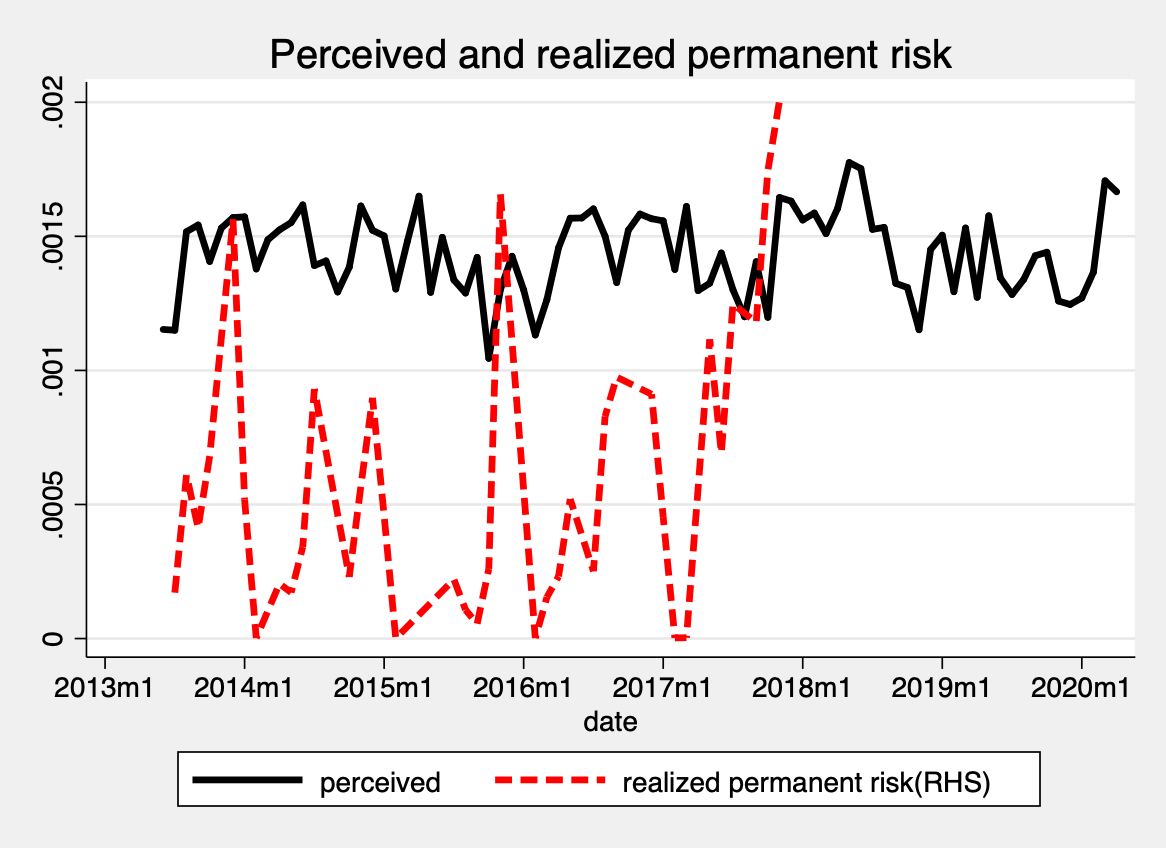 Perceived and realized permanent risk
.002
.0015
.001
.0005
0
2013m1 2014m1 2015m1 2016m1 2017m1 2018m1 2019m1 2020m1
date
perceived realized permanent risk(RHS)